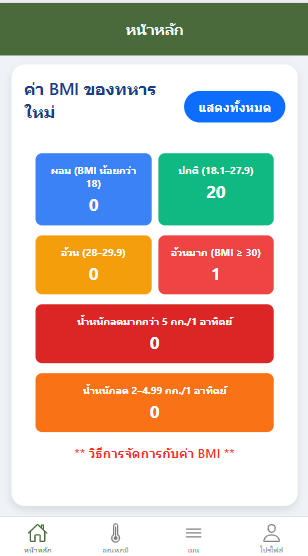 หน้าหลัก
ค่า BMI ของทหาร
ใหม่
แสดงทั้งหมด
ผอม (BMI น้อยกว่า
18)
0
ปกติ (18.1–27.9)
20
อ้วน (28–29.9)
0
อ้วนมาก (BMI ≥ 30)
1
น้ำหนักลดมากกว่า 5 กก./1 อาทิตย์
0
น้ำหนักลด 2–4.99 กก./1 อาทิตย์
0
** วิธีการจัดการกับค่า BMI **
หน้าหลัก
อุณหภูมิ
เมนู
โปรไฟล์